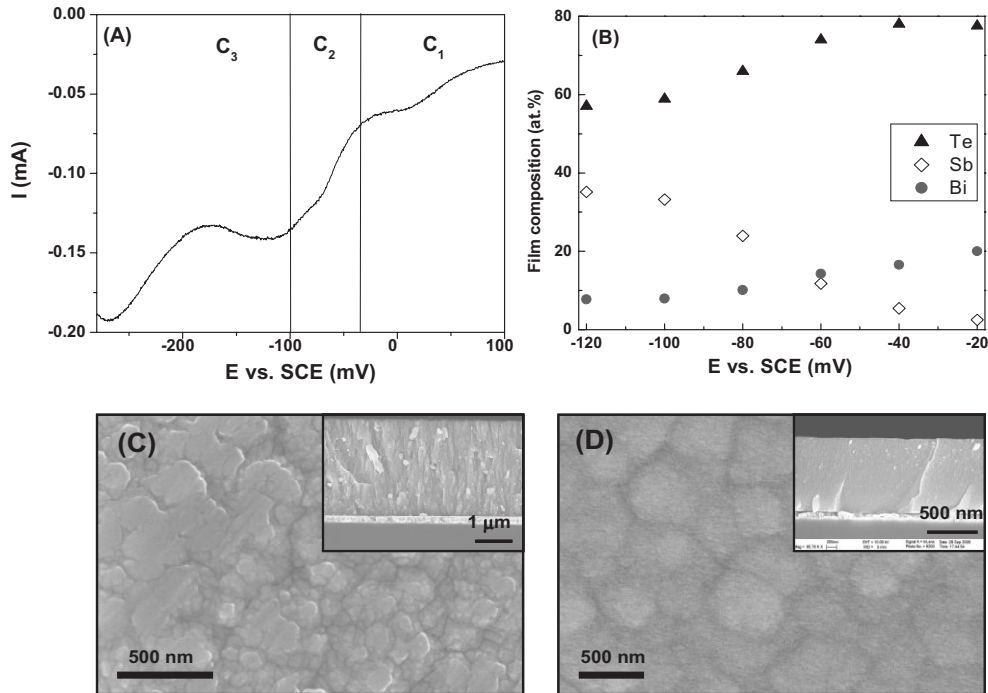 (A)
C₃ C₂ C₁
0.00
-0.05
-0.10
-0.15
-0.20
I (mA)
-200 -100 0 100
E vs. SCE (mV)
(B)
80
60
40
20
0
Film composition (at.%)
Te
Sb
Bi
-120 -100 -80 -60 -40 -20
E vs. SCE (mV)
(C)
1 μm
500 nm
(D)
500 nm
500 nm